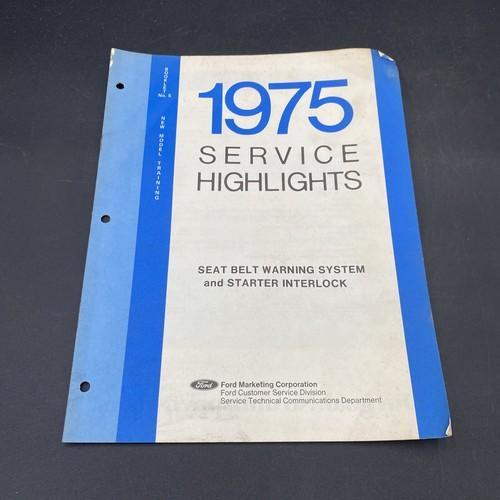 BOOKLET
No. 5
NEW MODEL TRAINING
1975
SERVICE
HIGHLIGHTS
SEAT BELT WARNING SYSTEM
and STARTER INTERLOCK
Ford
Ford Marketing Corporation
Ford Customer Service Division
Service Technical Communications Department